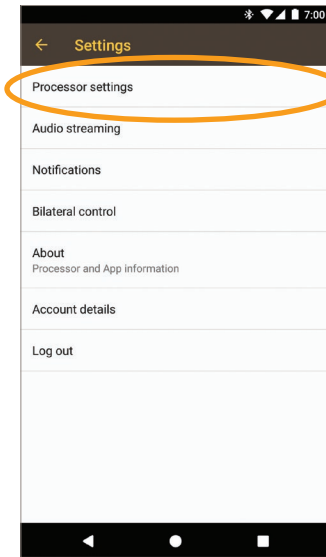 7:00
Settings
Processor settings
Audio streaming
Notifications
Bilateral control
About
Processor and App information
Account details
Log out